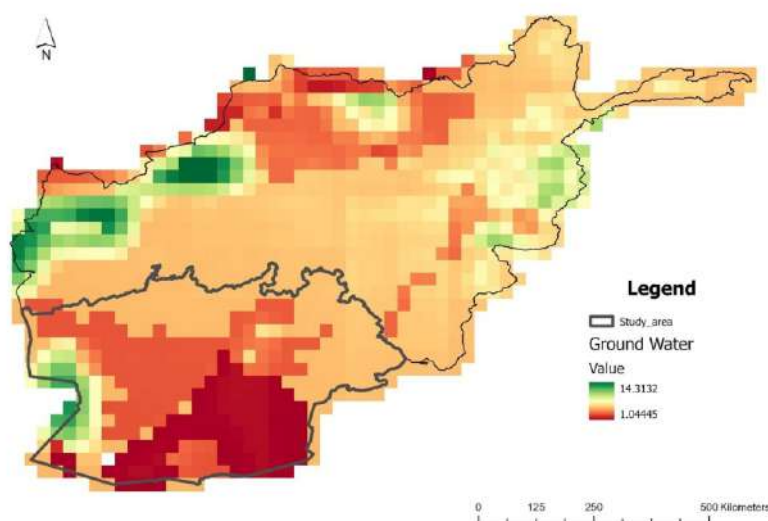 N
Legend
Study_area
Ground Water
Value
14.3132
1.04445
0 125 250 500 Kilometers